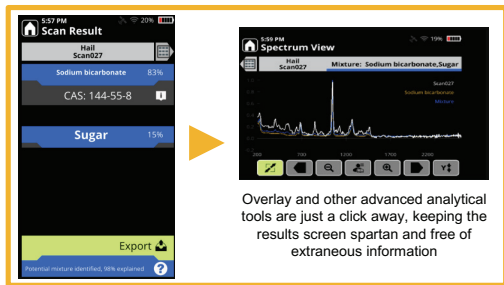 5:57 PM
20%
Scan Result
Hail
Scan027
Sodium bicarbonate 83%
CAS: 144-55-8
Sugar 15%
Export
Potential mixture identified, 98% explained ?
5:59 PM
19%
Spectrum View
Hail
Scan027
Mixture: Sodium bicarbonate,Sugar
Scan027
Sodium bicarbonate
Mixture
200 700 1200 1700 2200
Y
Overlay and other advanced analytical
tools are just a click away, keeping the
results screen spartan and free of
extraneous information